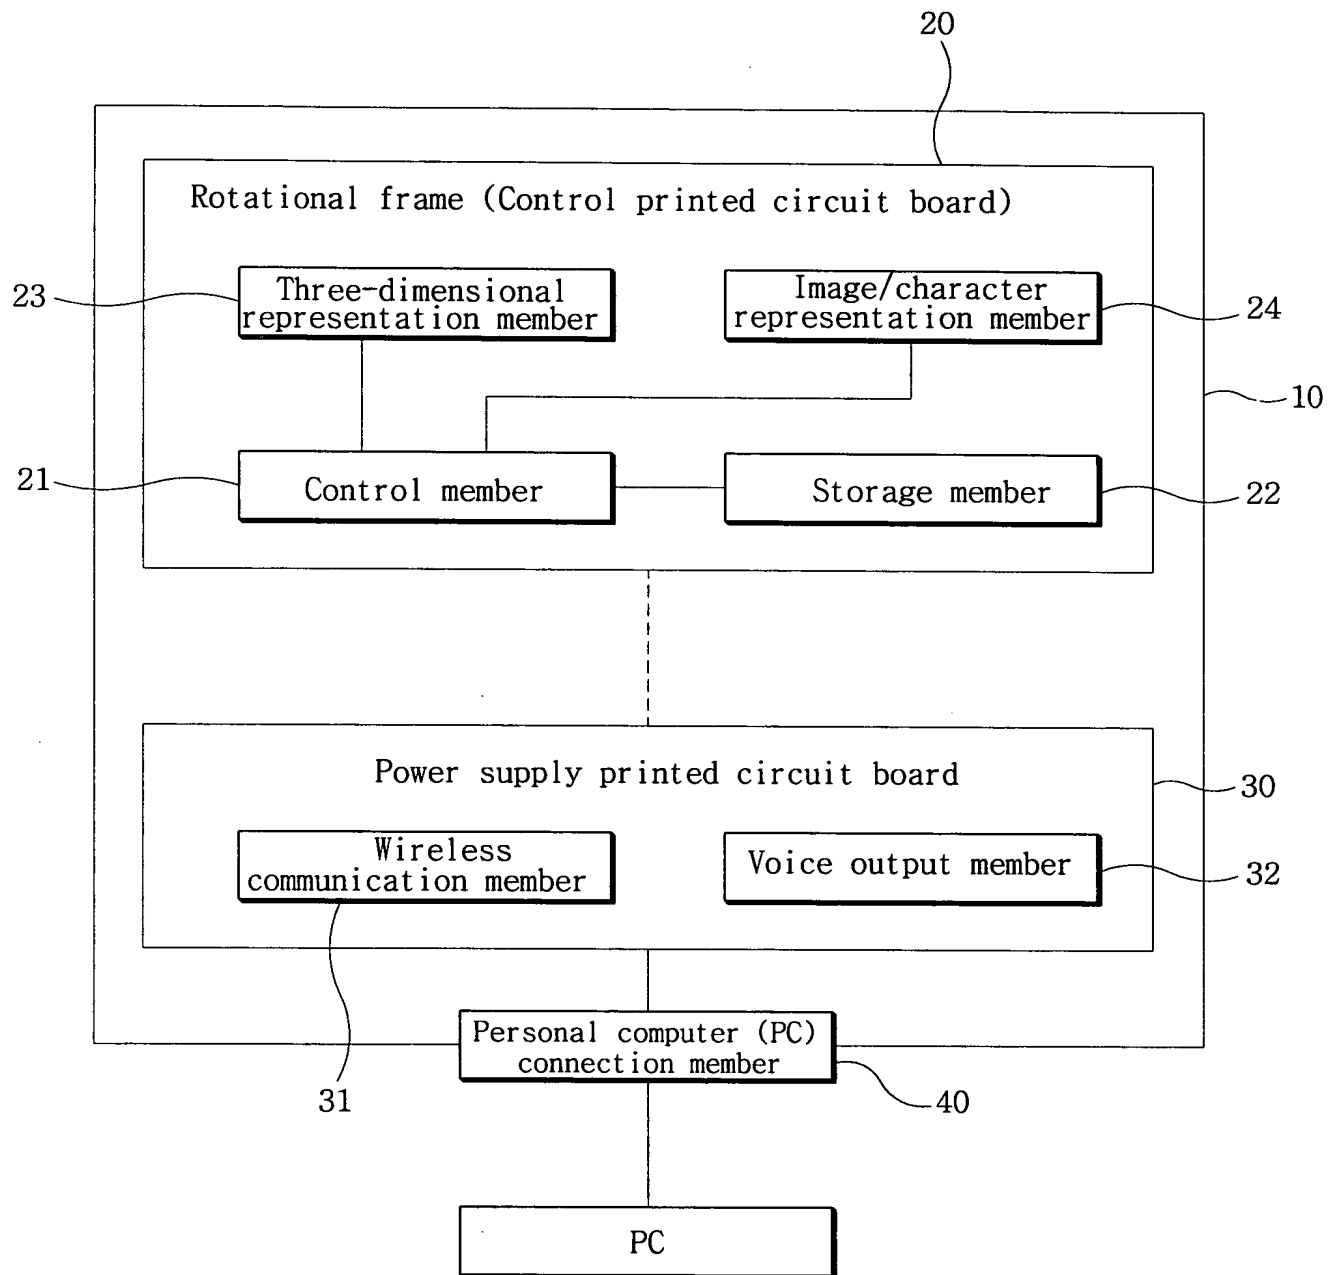 20
Rotational frame (Control printed circuit board)
23
Three-dimensional
representation member
Image/character
representation member
24
10
21
Control member
Storage member
22
Power supply printed circuit board
30
Wireless
communication member
Voice output member
32
31
Personal computer (PC)
connection member
40
PC